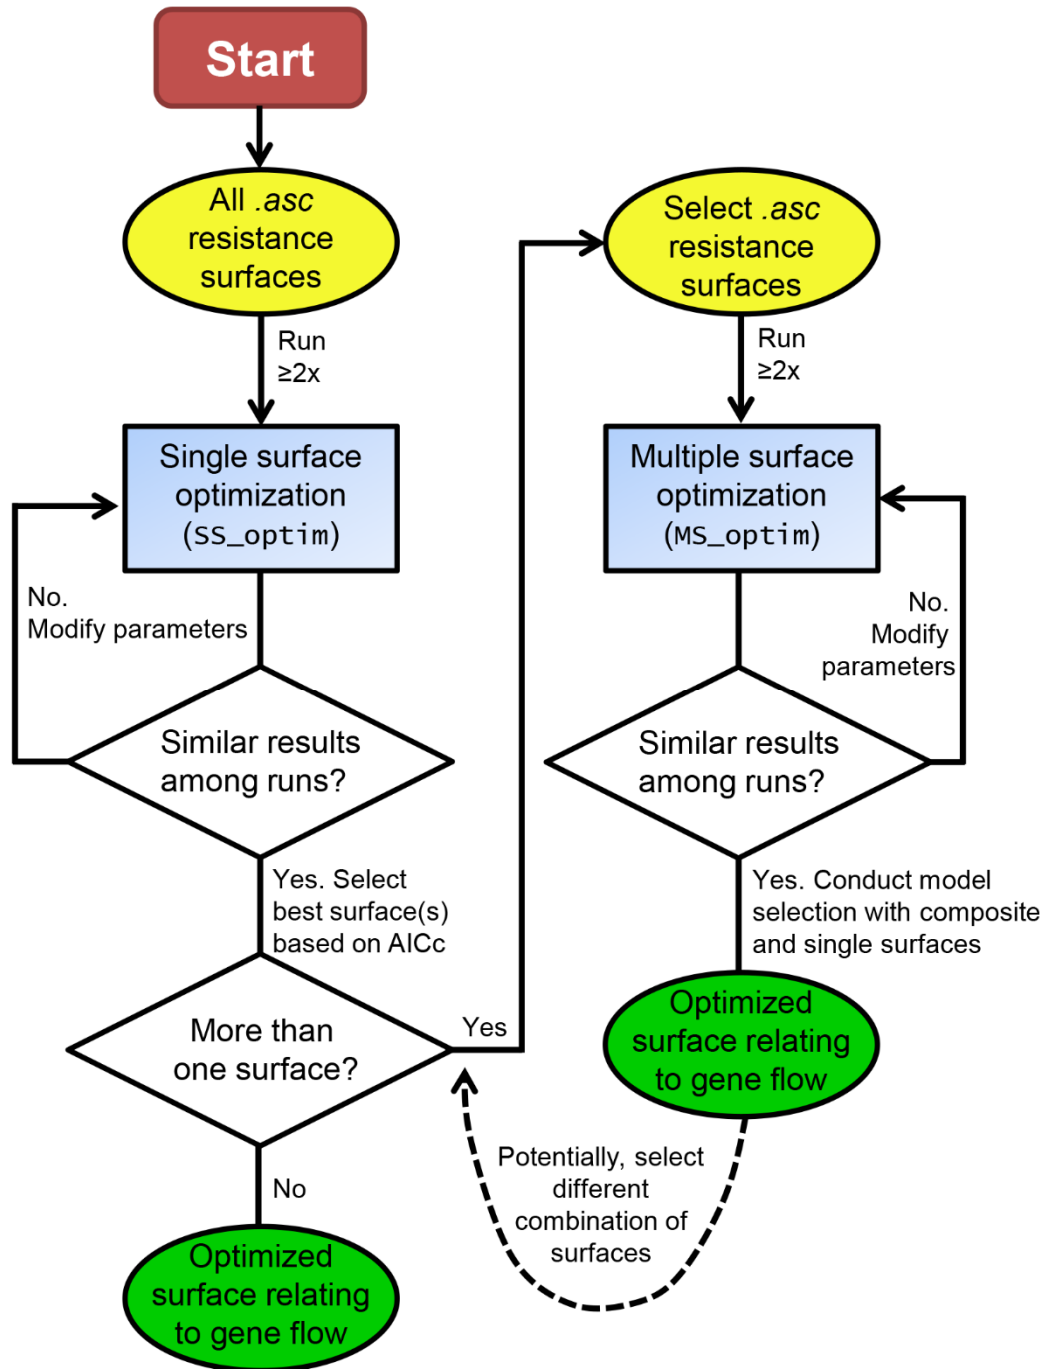 Start
All .asc
resistance
surfaces
Run
≥2x
Single surface
optimization
(SS_optim)
No.
Modify parameters
Similar results
among runs?
Yes. Select
best surface(s)
based on AICc
More than
one surface?
Yes
No
Optimized
surface relating
to gene flow
Select .asc
resistance
surfaces
Run
≥2x
Multiple surface
optimization
(MS_optim)
No.
Modify
parameters
Similar results
among runs?
Yes. Conduct model
selection with composite
and single surfaces
Optimized
surface relating
to gene flow
Potentially, select
different
combination of
surfaces